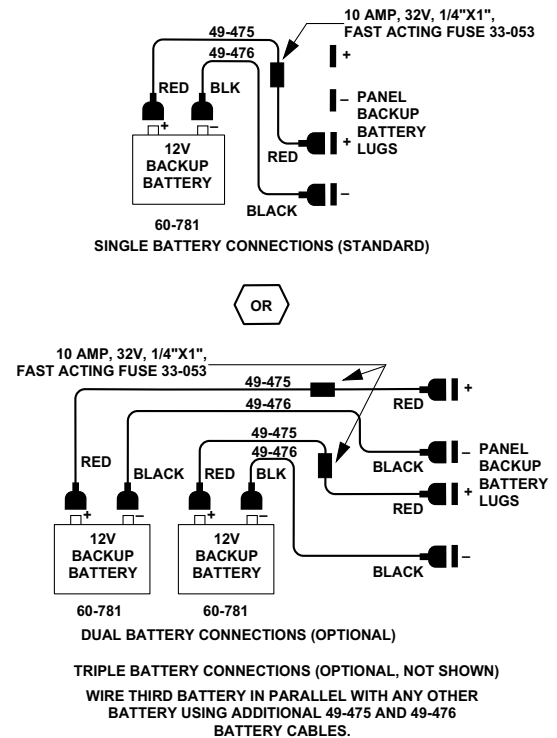 10 AMP, 32V, 1/4"X1",
FAST ACTING FUSE 33-053
49-475
49-476
+
RED
BLK
– PANEL
BACKUP
BATTERY
+ LUGS
+
–
12V
BACKUP
BATTERY
RED
–
BLACK
60-781
SINGLE BATTERY CONNECTIONS (STANDARD)
OR
10 AMP, 32V, 1/4"X1",
FAST ACTING FUSE 33-053
49-475
+
RED
49-476
49-475
49-476
– PANEL
BACKUP
BATTERY
+ LUGS
RED
BLACK
RED
BLK
BLACK
RED
+
–
+
–
12V
BACKUP
BATTERY
12V
BACKUP
BATTERY
–
BLACK
60-781
60-781
DUAL BATTERY CONNECTIONS (OPTIONAL)
TRIPLE BATTERY CONNECTIONS (OPTIONAL, NOT SHOWN)
WIRE THIRD BATTERY IN PARALLEL WITH ANY OTHER
BATTERY USING ADDITIONAL 49-475 AND 49-476
BATTERY CABLES.